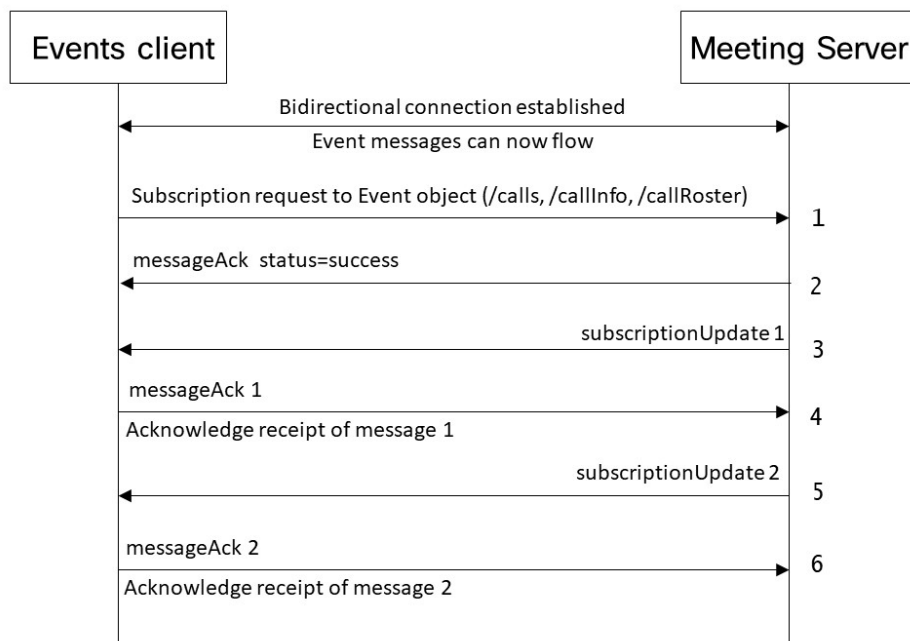 Events client
Meeting Server
Bidirectional connection established
Event messages can now flow
Subscription request to Event object (/calls, /callInfo, /callRoster)
1
messageAck status=success
2
subscriptionUpdate 1
3
messageAck 1
4
Acknowledge receipt of message 1
subscriptionUpdate 2
5
messageAck 2
6
Acknowledge receipt of message 2